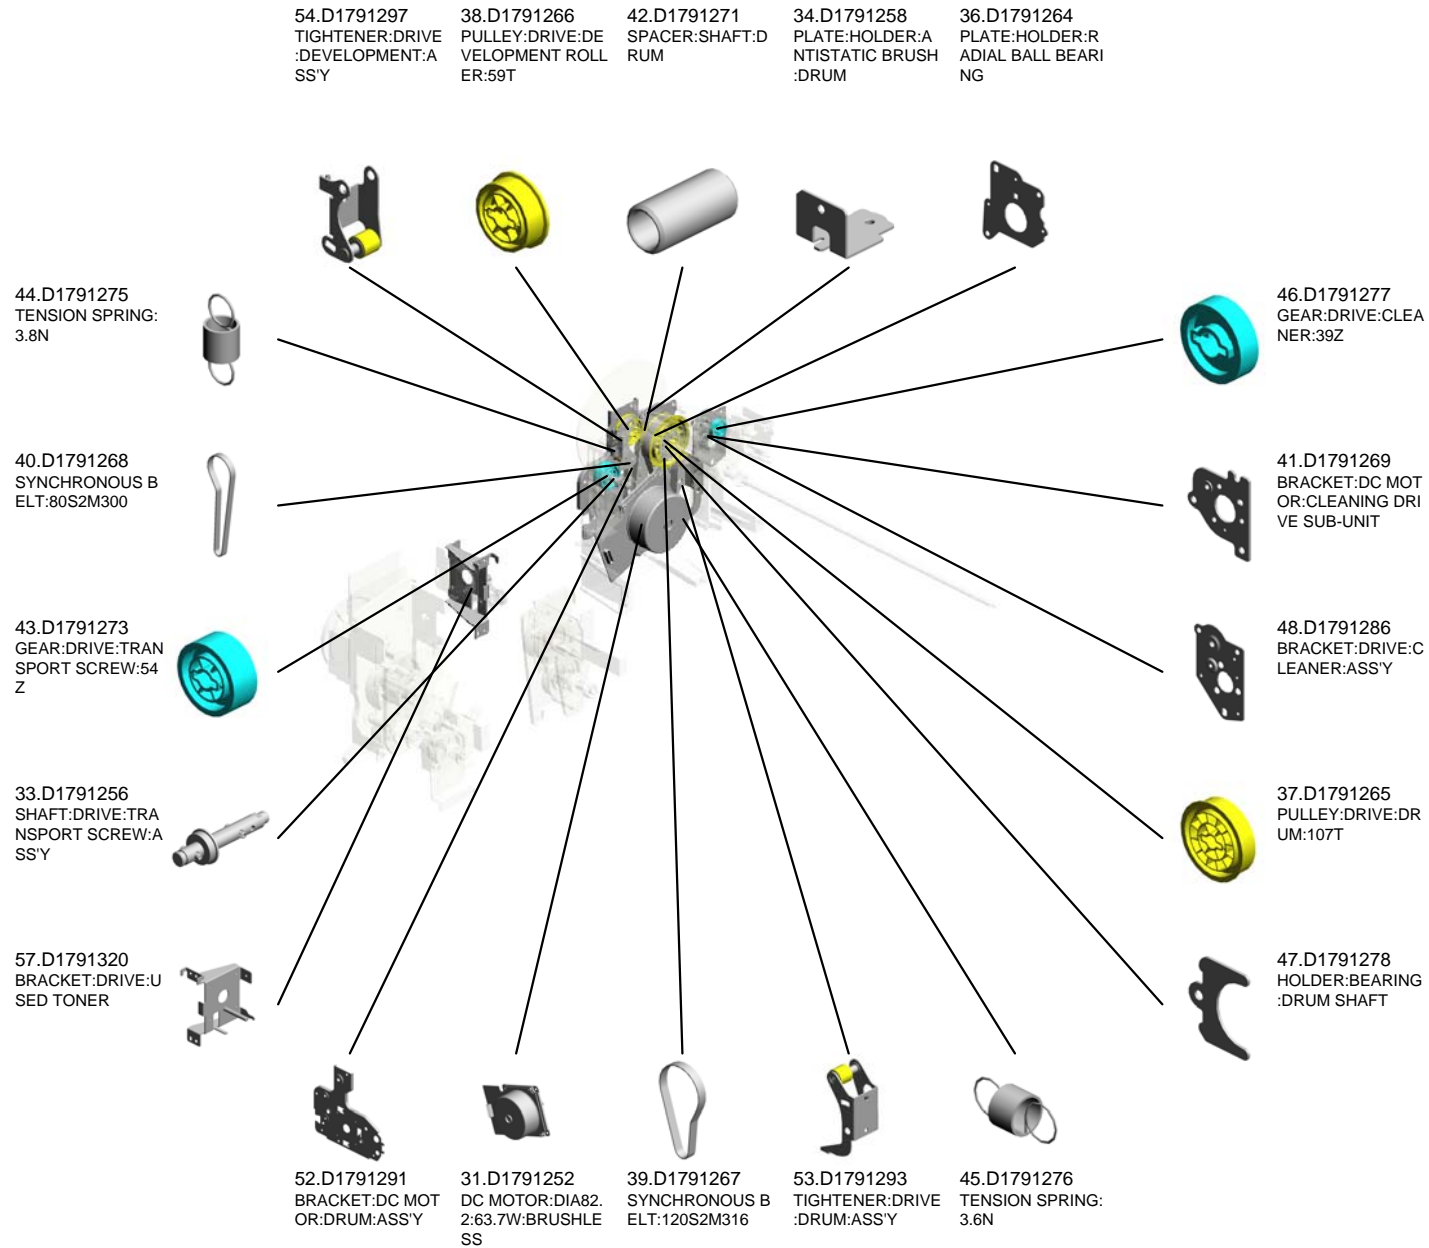 54.D1791297
TIGHTENER:DRIVE
:DEVELOPMENT:A
SS'Y
38.D1791266
PULLEY:DRIVE:DE
VELOPMENT ROLL
ER:59T
42.D1791271
SPACER:SHAFT:D
RUM
34.D1791258
PLATE:HOLDER:A
NTISTATIC BRUSH
:DRUM
36.D1791264
PLATE:HOLDER:R
ADIAL BALL BEARI
NG
44.D1791275
TENSION SPRING:
3.8N
46.D1791277
GEAR:DRIVE:CLEA
NER:39Z
40.D1791268
SYNCHRONOUS B
ELT:80S2M300
41.D1791269
BRACKET:DC MOT
OR:CLEANING DRI
VE SUB-UNIT
43.D1791273
GEAR:DRIVE:TRAN
SPORT SCREW:54
Z
48.D1791286
BRACKET:DRIVE:C
LEANER:ASS'Y
33.D1791256
SHAFT:DRIVE:TRA
NSPORT SCREW:A
SS'Y
37.D1791265
PULLEY:DRIVE:DR
UM:107T
57.D1791320
BRACKET:DRIVE:U
SED TONER
47.D1791278
HOLDER:BEARING
:DRUM SHAFT
52.D1791291
BRACKET:DC MOT
OR:DRUM:ASS'Y
31.D1791252
DC MOTOR:DIA82.
2:63.7W:BRUSHLE
SS
39.D1791267
SYNCHRONOUS B
ELT:120S2M316
53.D1791293
TIGHTENER:DRIVE
:DRUM:ASS'Y
45.D1791276
TENSION SPRING:
3.6N